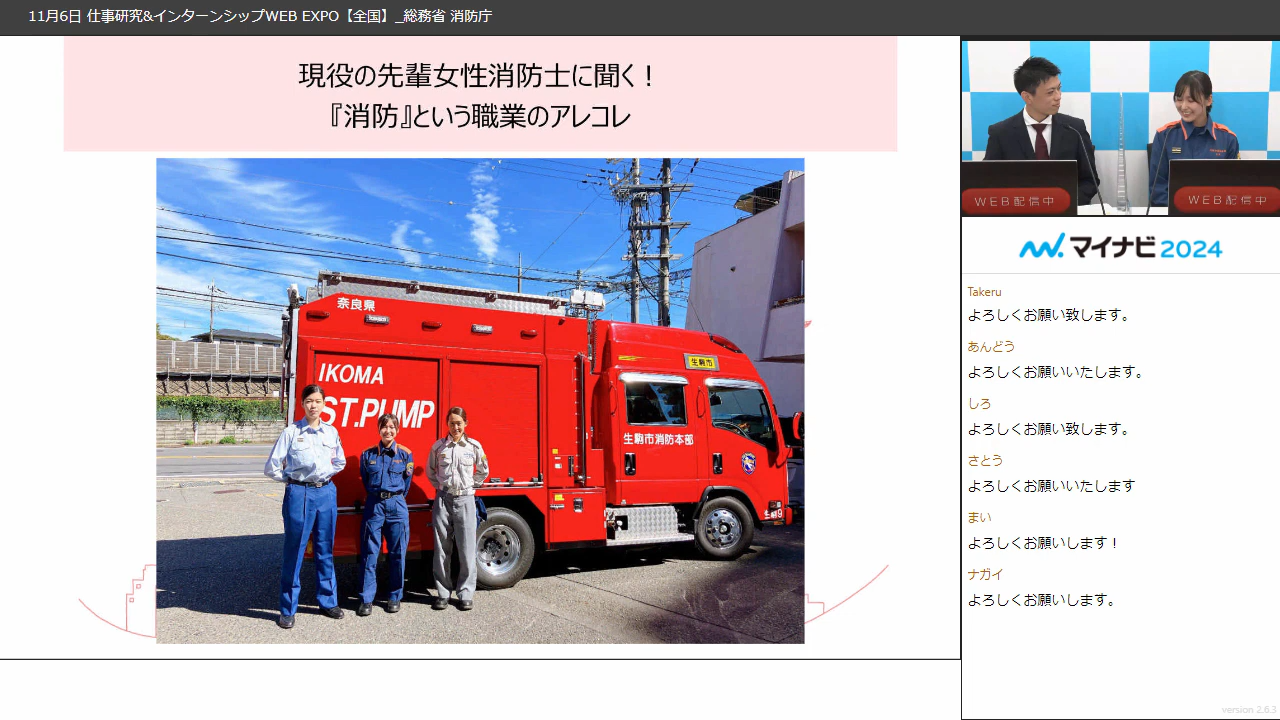 11月6日 仕事研究&インターンシップWEB EXPO【全国】_総務省 消防庁
現役の先輩女性消防士に聞く！
『消防』という職業のアレコレ
奈良県
IKOMA
ST.PUMP
生駒市
生駒市消防本部
生駒9
WEB配信中
WEB配信中
マイナビ2024
Takeru
よろしくお願い致します。
あんどう
よろしくお願いいたします。
しろ
よろしくお願い致します。
さとう
よろしくお願いいたします
まい
よろしくお願いします！
ナガイ
よろしくお願いします。
version 2.6.3